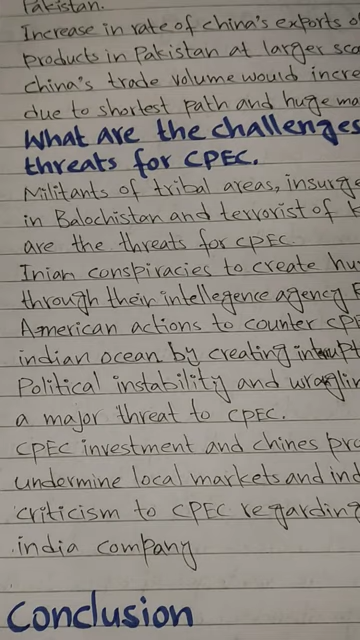 Pakistan.
Increase in rate of china's exports o
products in Pakistan at larger sca
china's trade volume would incre
due to shortest path and huge ma
What are the challenges
threats for CPEC.
Militants of tribal areas, insurge
in Balochistan and terrorist of
are the threats for CPEC.
Inian conspiracies to create hu
through their intellegence agency R
American actions to counter CPE
indian ocean by creating
Political instability and wranglin
a major threat to CPEC.
CPEC investment and chines pro
undermine local markets and ind
criticism to CPEC regarding
india company
Conclusion